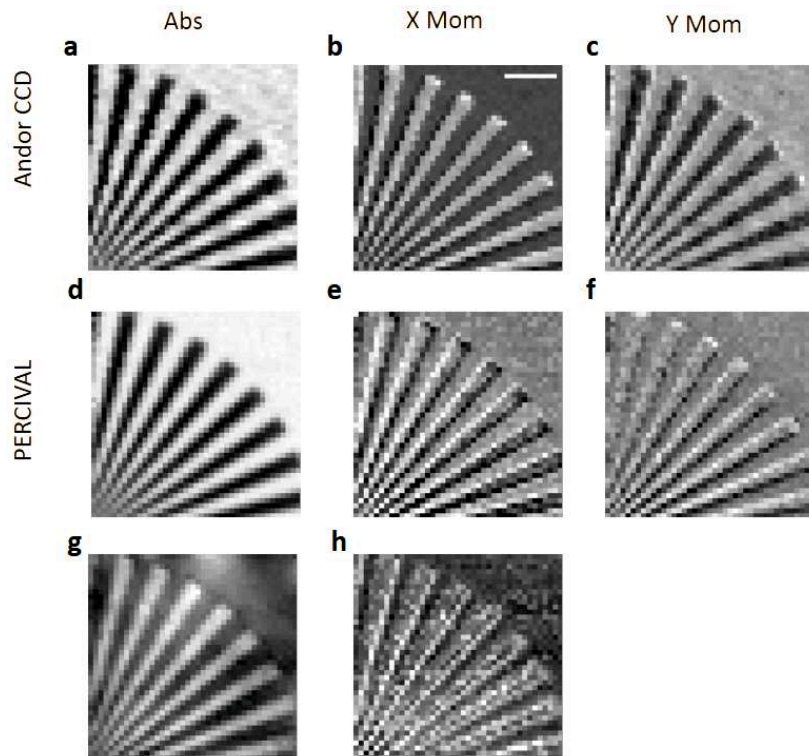 Abs X Mom Y Mom
a b c
Andor CCD
d e f
PERCIVAL
g h